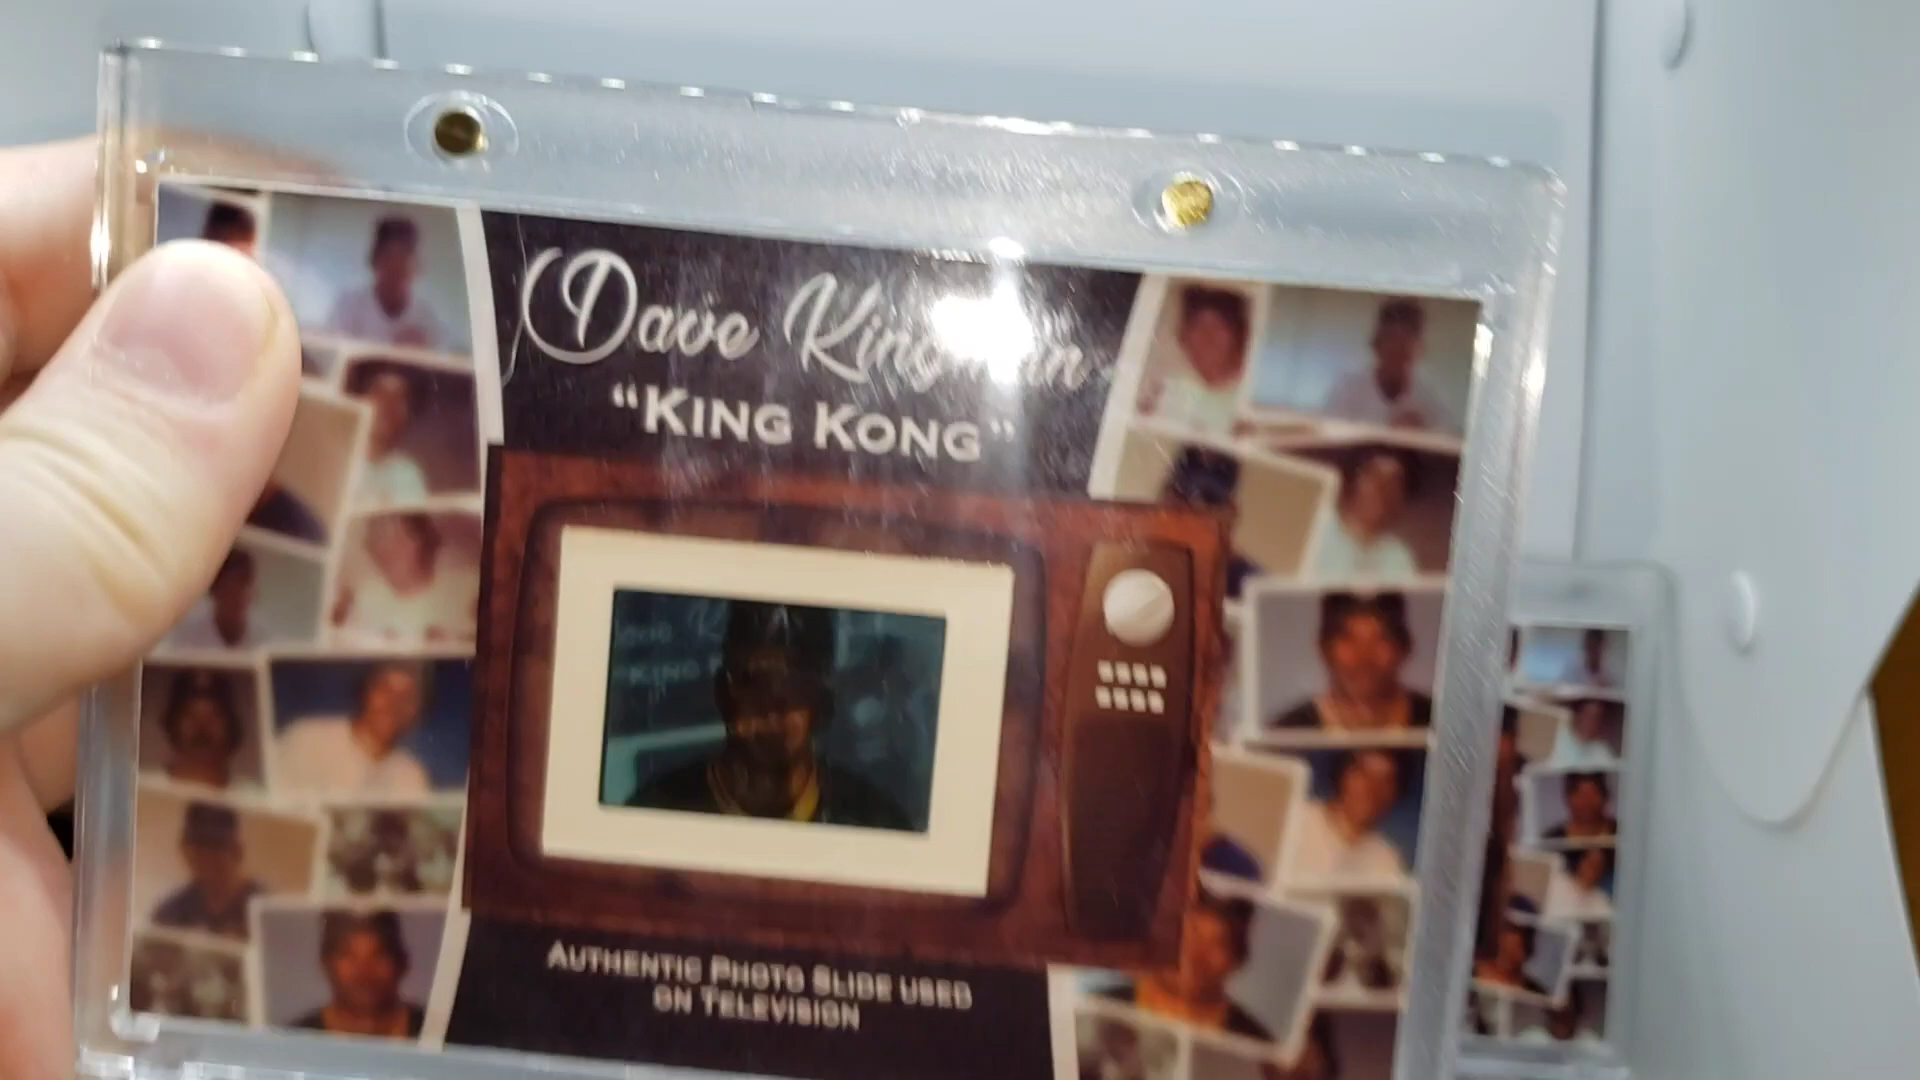 Dave Kingman
“KING KONG”
AUTHENTIC PHOTO SLIDE USED
ON TELEVISION